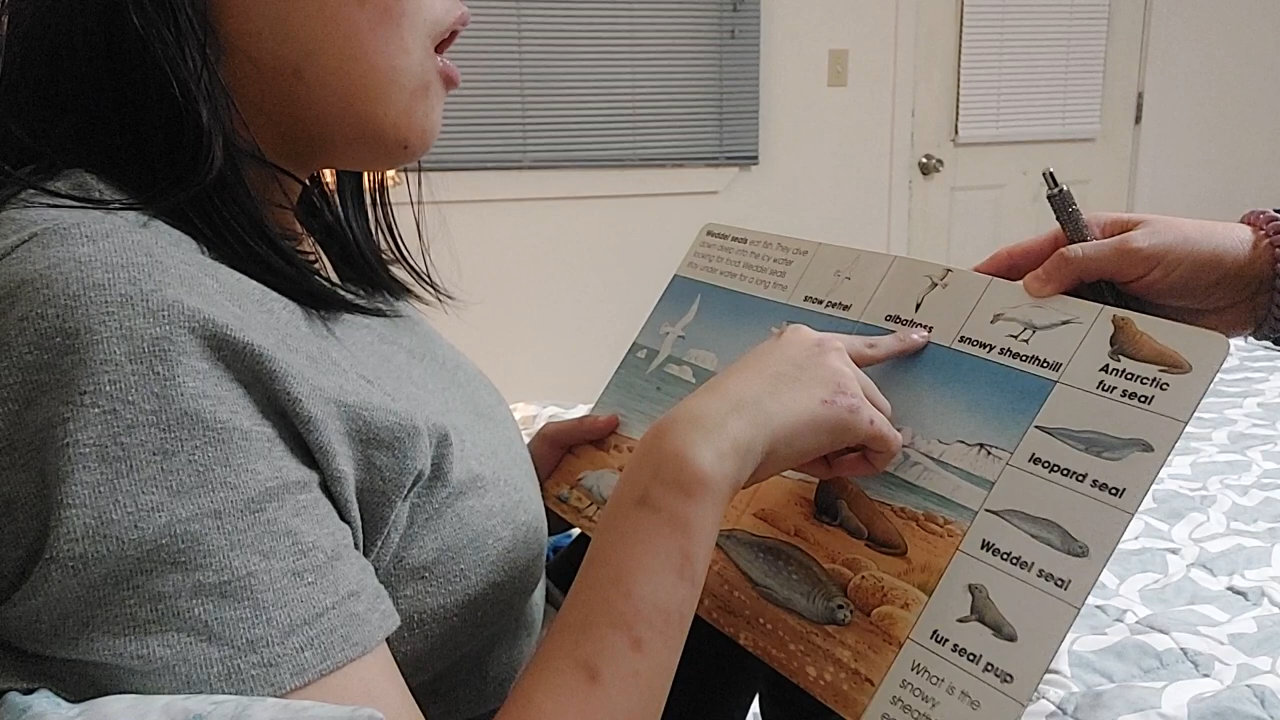 Weddel seals eat fish. They dive
down deep into the icy water
looking for food. Weddel seals
stay under water for a long time.
snow petrel
albatross
snowy sheathbill
Antarctic
fur seal
leopard seal
Weddel seal
fur seal pup
What is the
snowy